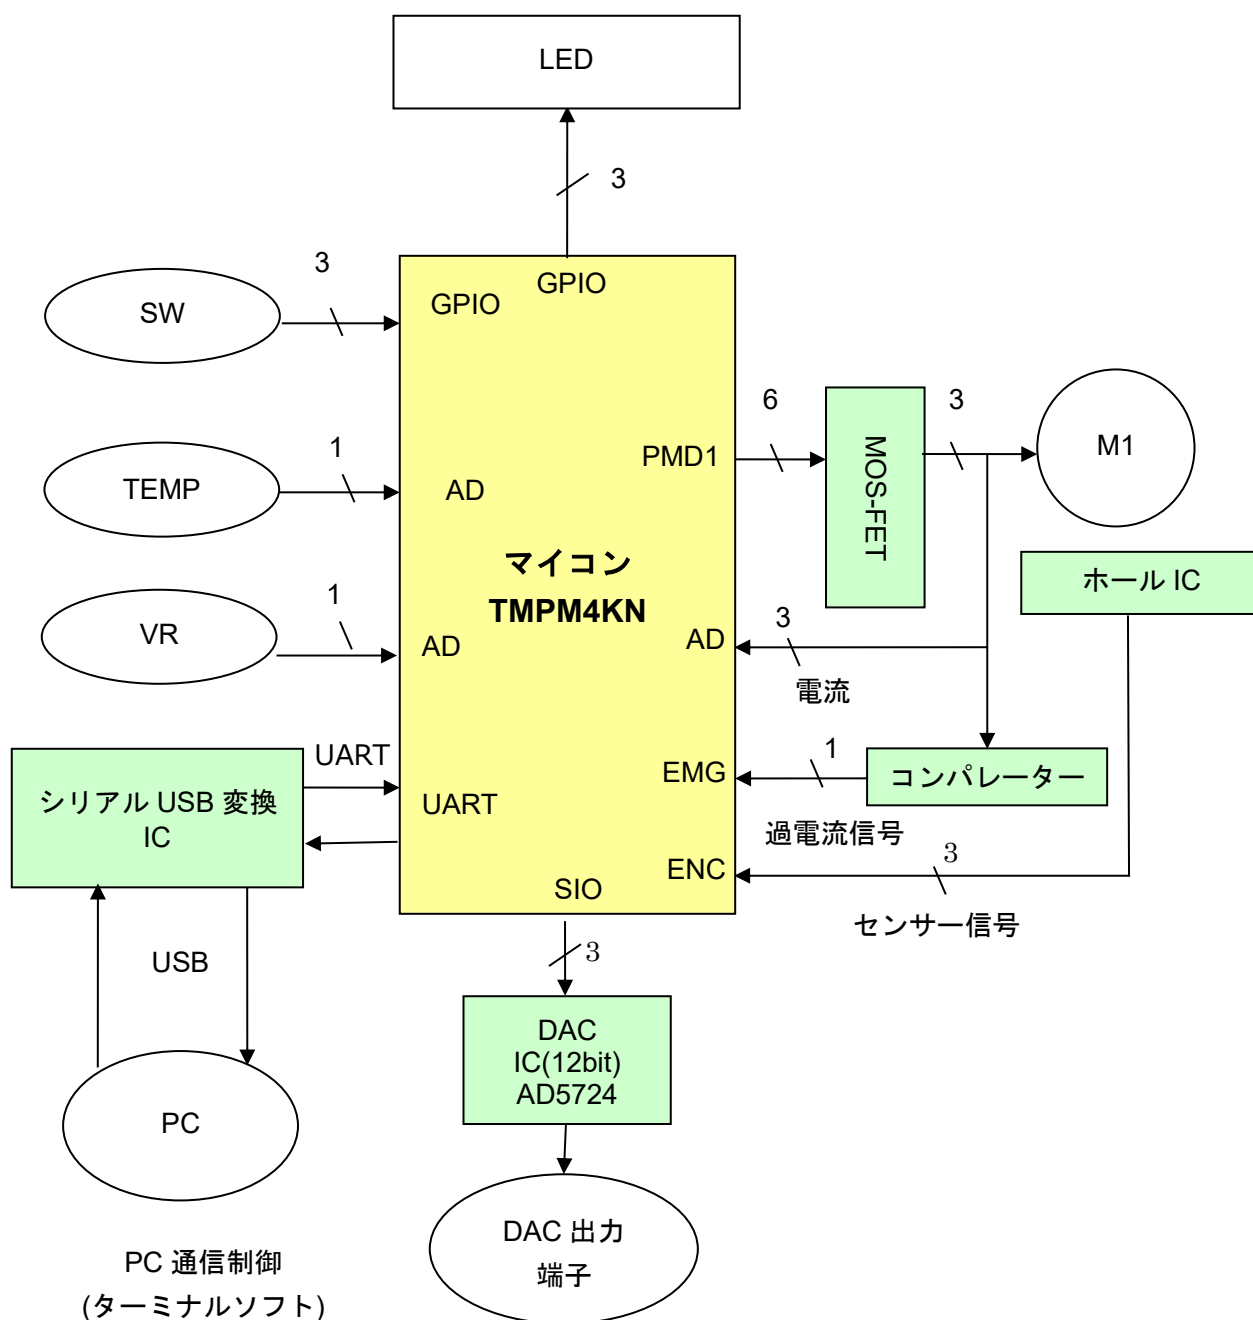 LED
3
3
SW
GPIO
GPIO
6
3
M1
PMD1
MOS-FET
1
TEMP
AD
マイコン
TMPM4KN
ホール IC
1
VR
AD
3
AD
電流
UART
シリアル USB 変換
IC
UART
1
EMG
コンパレーター
過電流信号
3
ENC
センサー信号
SIO
3
USB
DAC
IC(12bit)
AD5724
PC
DAC 出力
端子
PC 通信制御
(ターミナルソフト)